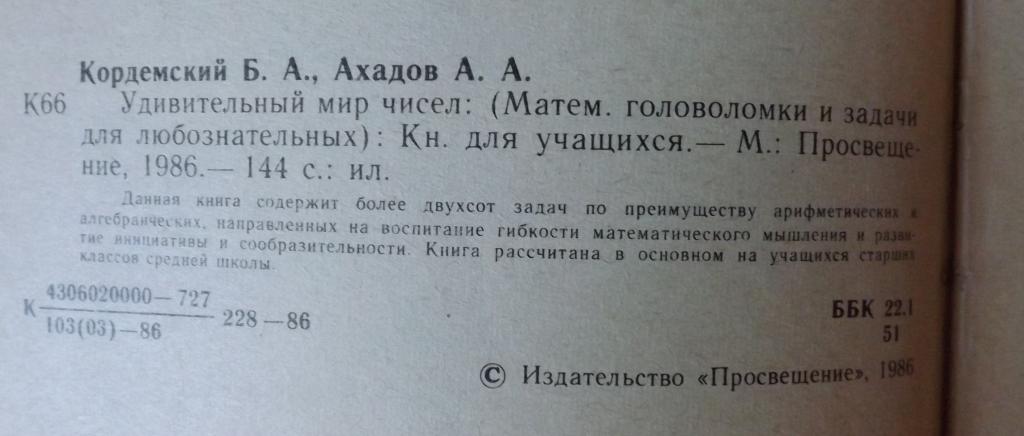 Кордемский Б. А., Ахадов А. А.
К66 Удивительный мир чисел: (Матем. головоломки и задачи
для любознательных): Кн. для учащихся.— М.: Просвеще-
ние, 1986.— 144 с.: ил.
Данная книга содержит более двухсот задач по преимуществу арифметических и
алгебраических, направленных на воспитание гибкости математического мышления и разви-
тие инициативы и сообразительности. Книга рассчитана в основном на учащихся старших
классов средней школы.
К 4306020000—727
103(03)—86 228—86
ББК 22.1
51
© Издательство «Просвещение», 1986